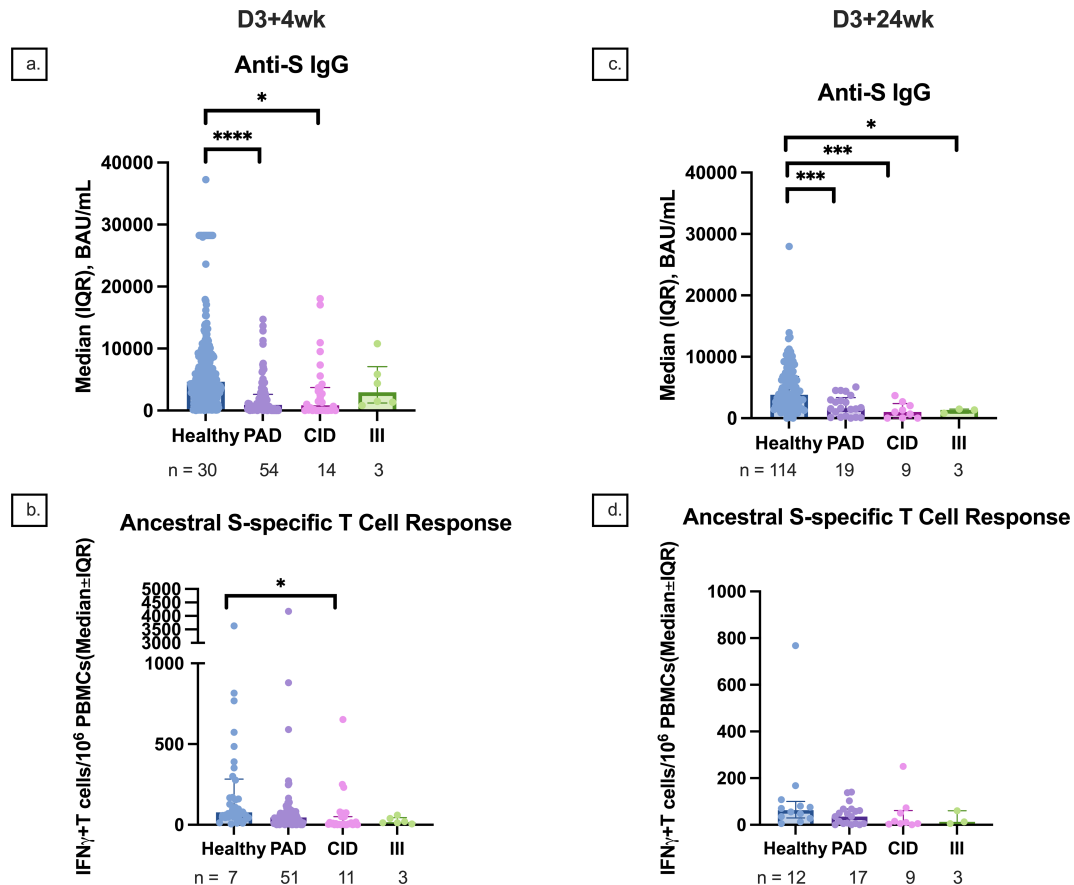 D3+4wk
D3+24wk
a.
Anti-S IgG
*
****
Median (IQR), BAU/mL
40000
30000
20000
10000
0
Healthy PAD CID III
n = 30 54 14 3
c.
Anti-S IgG
*
***
***
Median (IQR), BAU/mL
40000
30000
20000
10000
0
Healthy PAD CID III
n = 114 19 9 3
b.
Ancestral S-specific T Cell Response
*
IFNγ+T cells/10⁶ PBMCs(Median±IQR)
5000
4500
4000
3500
3000
1000
500
0
Healthy PAD CID III
n = 7 51 11 3
d.
Ancestral S-specific T Cell Response
IFNγ+T cells/10⁶ PBMCs(Median±IQR)
1000
800
600
400
200
0
Healthy PAD CID III
n = 12 17 9 3